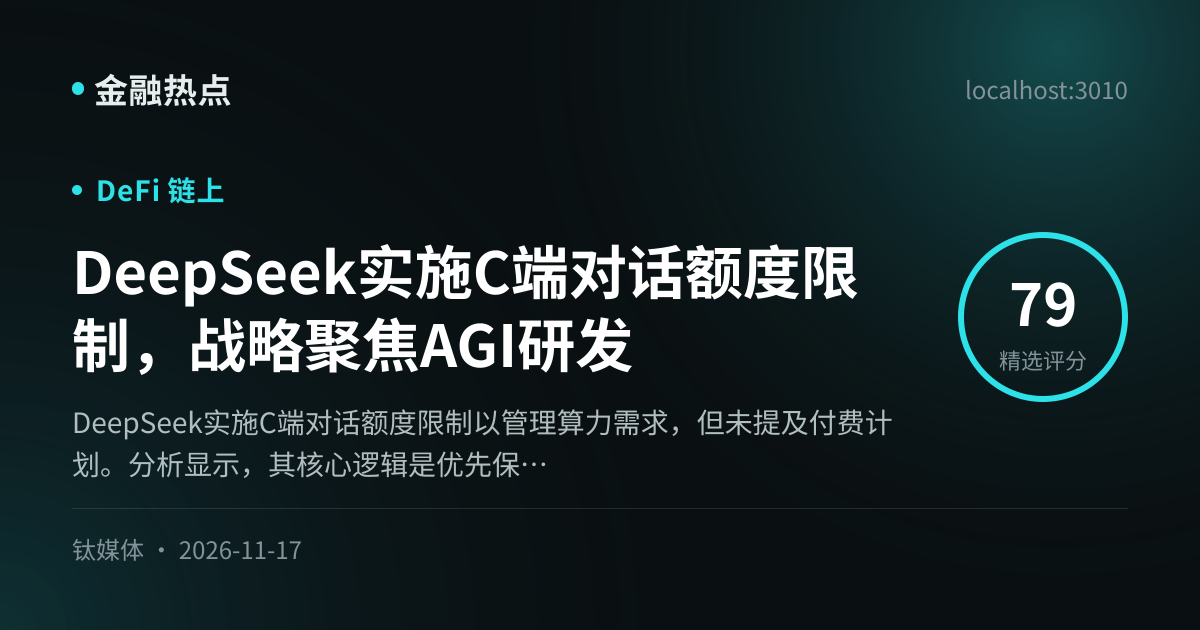 金融热点
localhost:3010
DeFi 链上
DeepSeek实施C端对话额度限
制，战略聚焦AGI研发
79
精选评分
DeepSeek实施C端对话额度限制以管理算力需求，但未提及付费计
划。分析显示，其核心逻辑是优先保…
钛媒体 · 2026-11-17